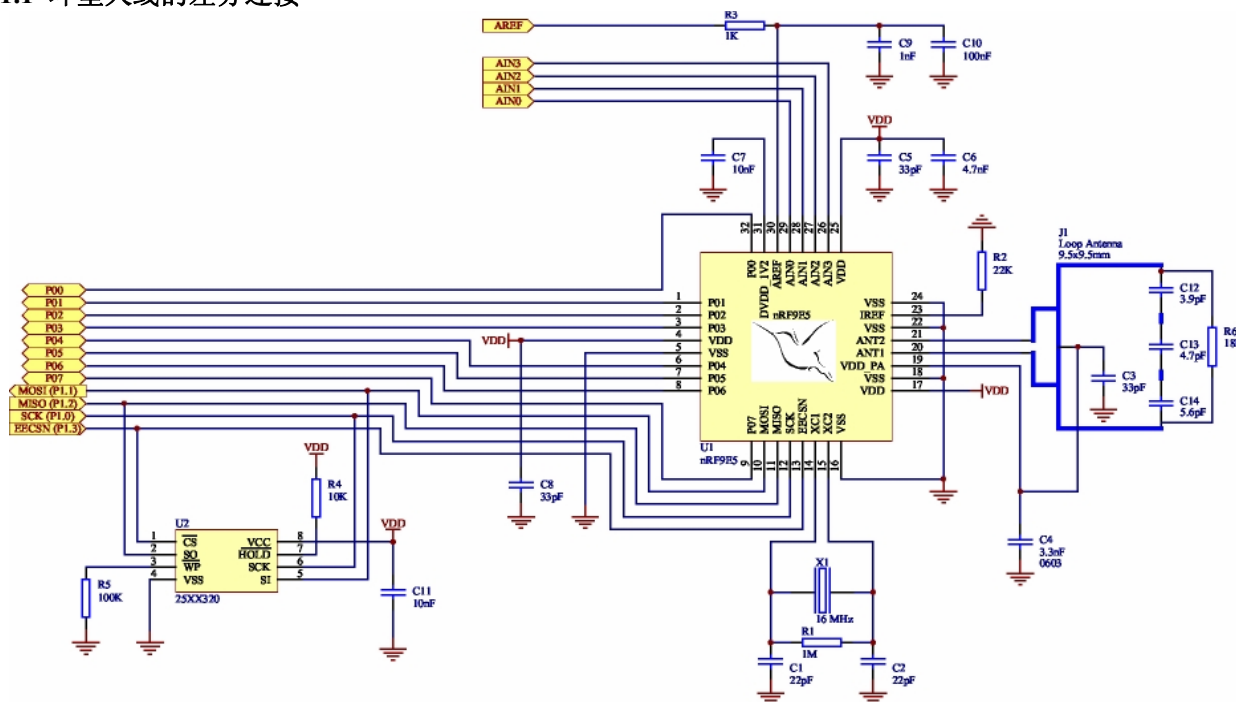 AREF
R3
1K
C9
1nF
C10
100nF
AIN3
AIN2
AIN1
AIN0
VDD
C7
10nF
C5
33pF
C6
4.7nF
32
31
30
29
28
27
26
25
P00
DVDD_1V2
AREF
AIN0
AIN1
AIN2
AIN3
VDD
R2
22K
J1
Loop Antenna
9.5x9.5mm
C12
3.9pF
C13
4.7pF
C14
5.6pF
R6
18
C3
33pF
P00
P01
P02
P03
P04
P05
P06
P07
MOSI (P1.1)
MISO (P1.2)
SCK (P1.0)
EECSN (P1.3)
VDD
1
2
3
4
5
6
7
8
P01
P02
P03
VDD
VSS
P04
P05
P06
nRF9E5
VSS
IREF
VSS
ANT2
ANT1
VDD_PA
VSS
VDD
24
23
22
21
20
19
18
17
VDD
P07
MOSI
MISO
SCK
EECSN
XC1
XC2
VSS
U1
nRF9E5
9
10
11
12
13
14
15
16
VDD
R4
10K
C8
33pF
U2
VDD
1
2
3
4
CS
SO
WP
VSS
VCC
HOLD
SCK
SI
8
7
6
5
25XX320
R5
100K
C11
10nF
C4
3.3nF
0603
X1
16 MHz
R1
1M
C1
22pF
C2
22pF